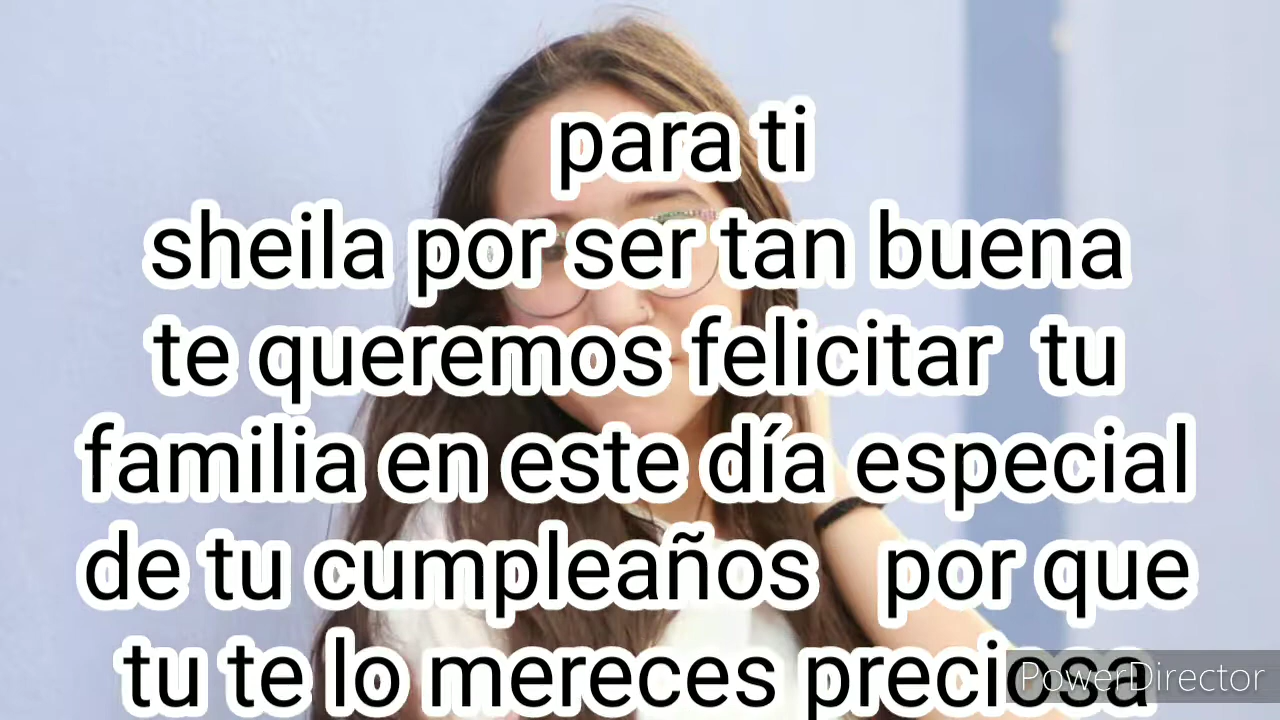 para ti
sheila por ser tan buena
te queremos felicitar tu
familia en este día especial
de tu cumpleaños por que
tu te lo mereces preciosa
PowerDirector